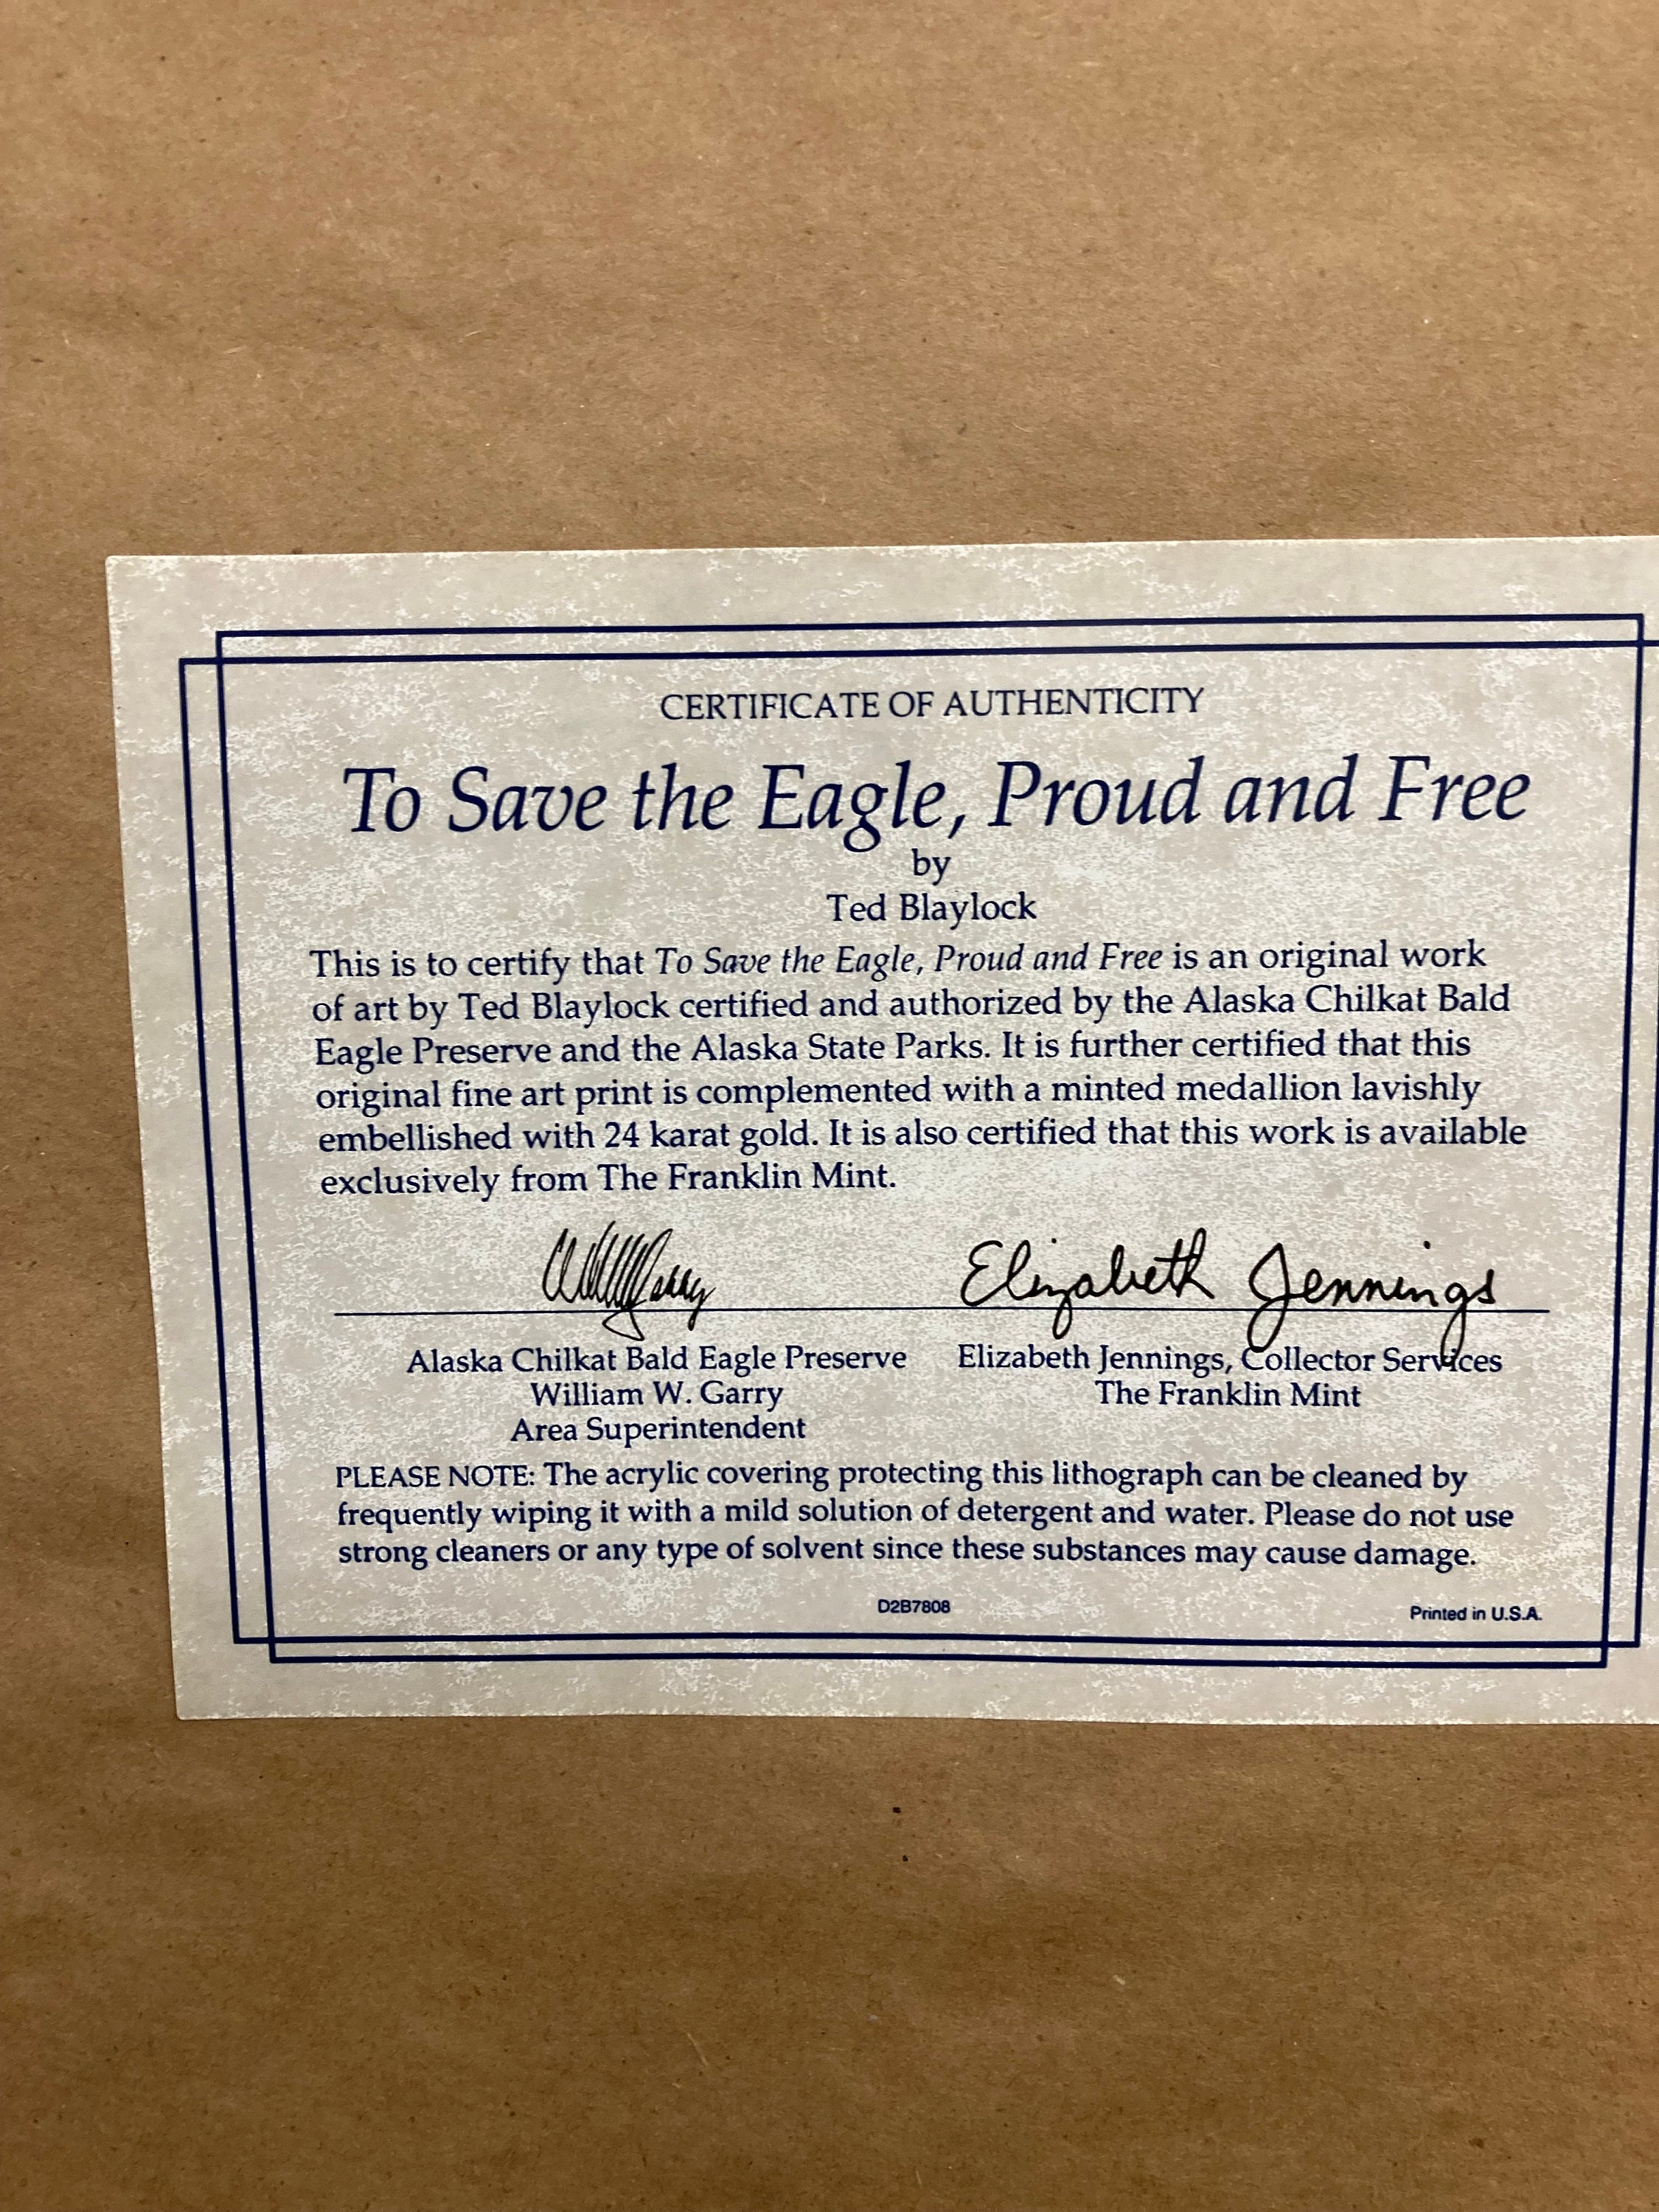 CERTIFICATE OF AUTHENTICITY
To Save the Eagle, Proud and Free
by
Ted Blaylock
This is to certify that To Save the Eagle, Proud and Free is an original work
of art by Ted Blaylock certified and authorized by the Alaska Chilkat Bald
Eagle Preserve and the Alaska State Parks. It is further certified that this
original fine art print is complemented with a minted medallion lavishly
embellished with 24 karat gold. It is also certified that this work is available
exclusively from The Franklin Mint.
Elizabeth Jennings
Alaska Chilkat Bald Eagle Preserve
William W. Garry
Area Superintendent
Elizabeth Jennings, Collector Services
The Franklin Mint
PLEASE NOTE: The acrylic covering protecting this lithograph can be cleaned by
frequently wiping it with a mild solution of detergent and water. Please do not use
strong cleaners or any type of solvent since these substances may cause damage.
D2B7808
Printed in U.S.A.